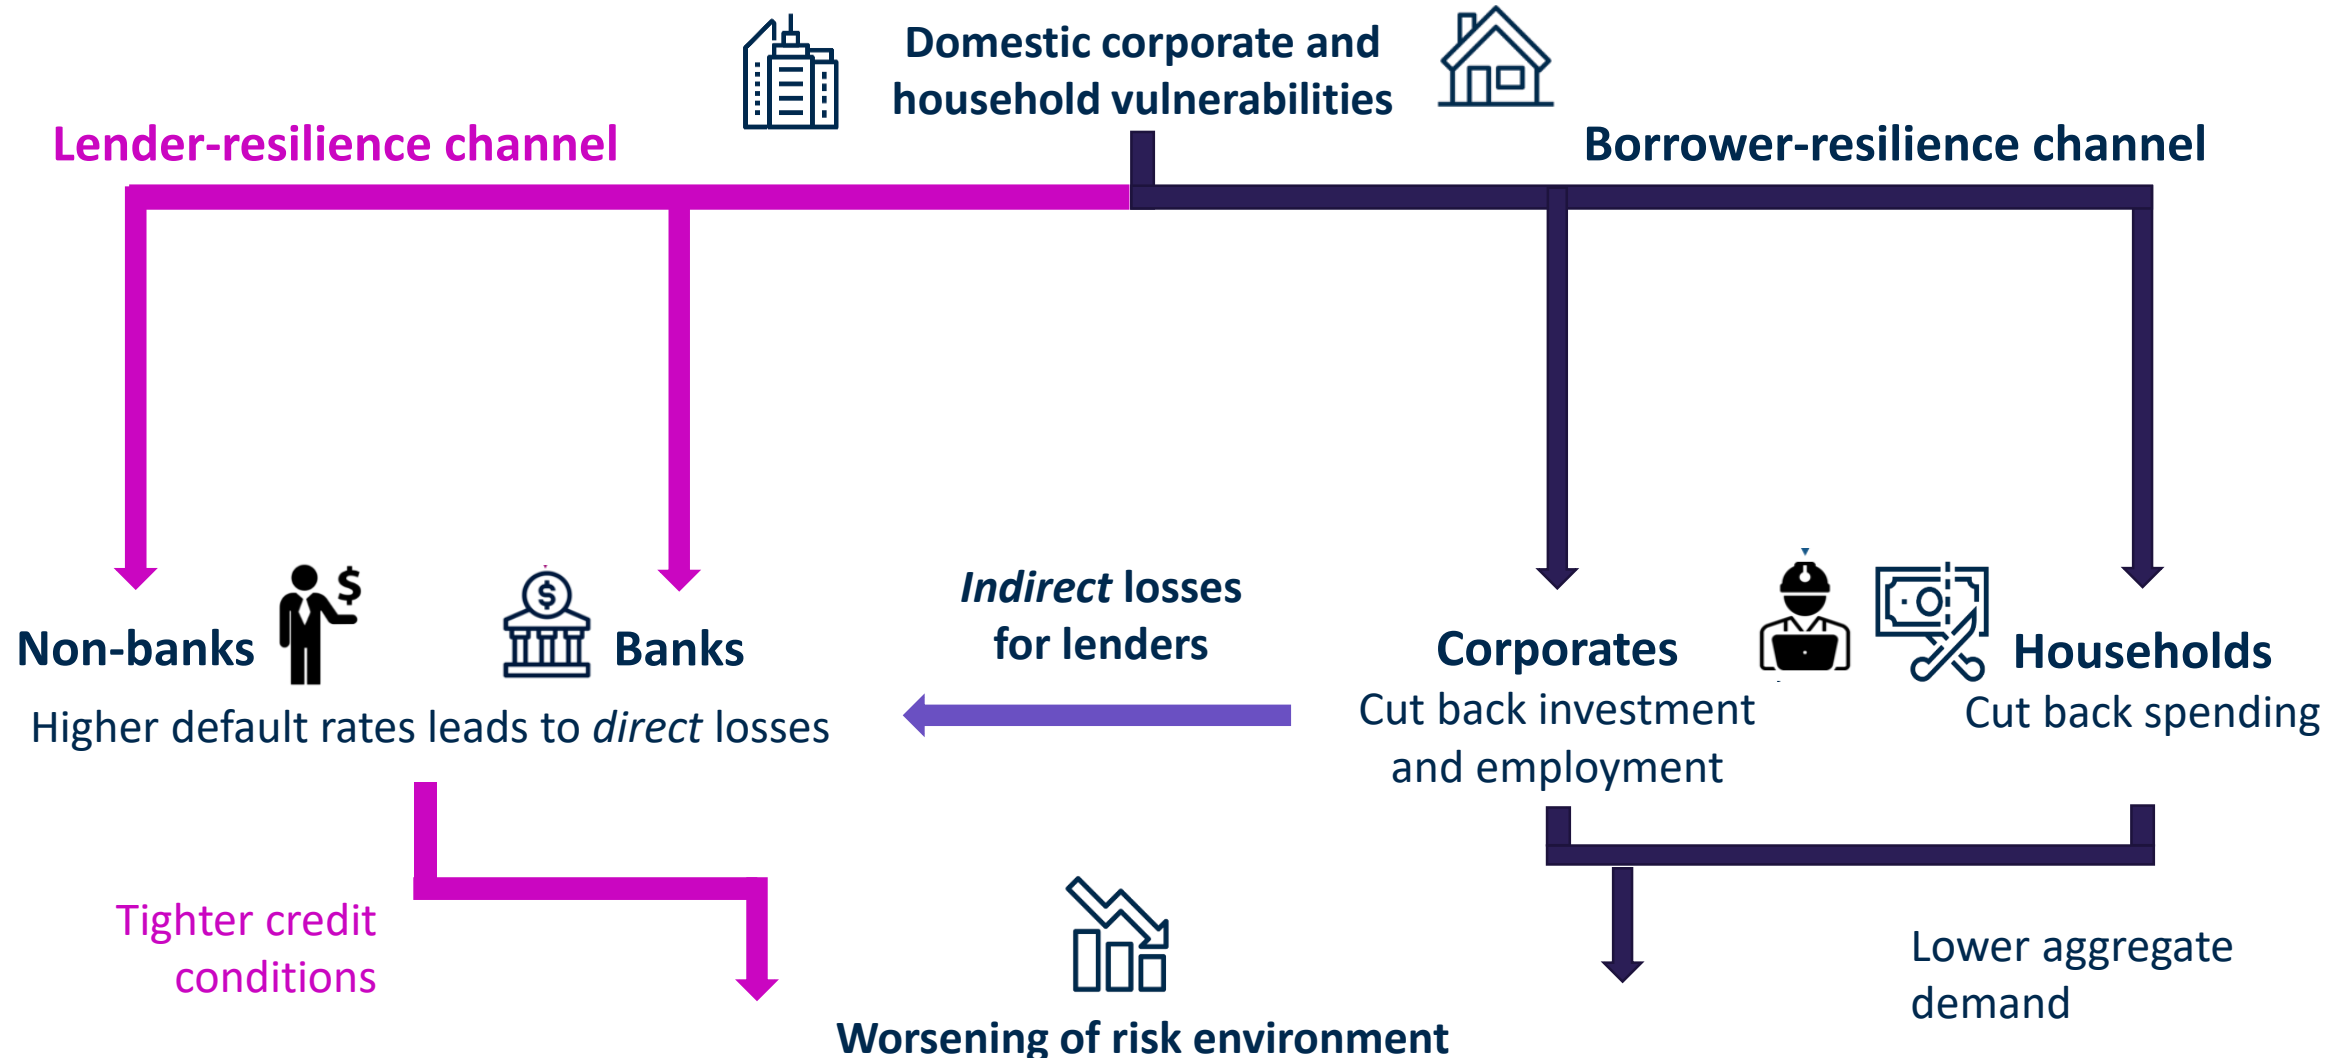 Domestic corporate and
household vulnerabilities
Lender-resilience channel
Borrower-resilience channel
Non-banks
$
$
Banks
Higher default rates leads to direct losses
Indirect losses
for lenders
Corporates
Cut back investment
and employment
Households
Cut back spending
Tighter credit
conditions
Lower aggregate
demand
Worsening of risk environment